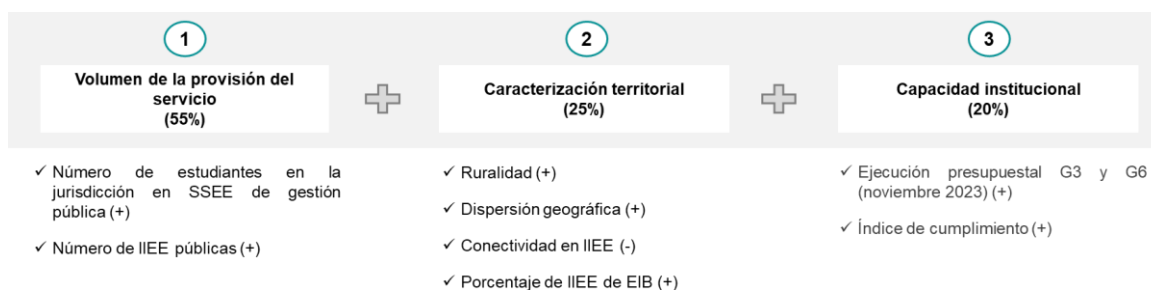 1
Volumen de la provisión del
servicio
(55%)
✓ Número de estudiantes en la
jurisdicción en SSEE de gestión
pública (+)
✓ Número de IIEE públicas (+)
2
Caracterización territorial
(25%)
✓ Ruralidad (+)
✓ Dispersión geográfica (+)
✓ Conectividad en IIEE (-)
✓ Porcentaje de IIEE de EIB (+)
3
Capacidad institucional
(20%)
✓ Ejecución presupuestal G3 y G6
(noviembre 2023) (+)
✓ Índice de cumplimiento (+)